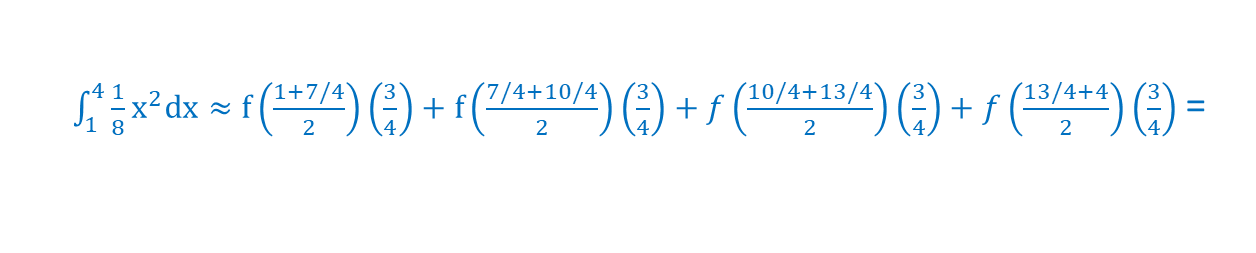 ∫₁⁴ 1/8 x² dx ≈ f((1+7/4)/2)(3/4) + f((7/4+10/4)/2)(3/4) + f((10/4+13/4)/2)(3/4) + f((13/4+4)/2)(3/4) =